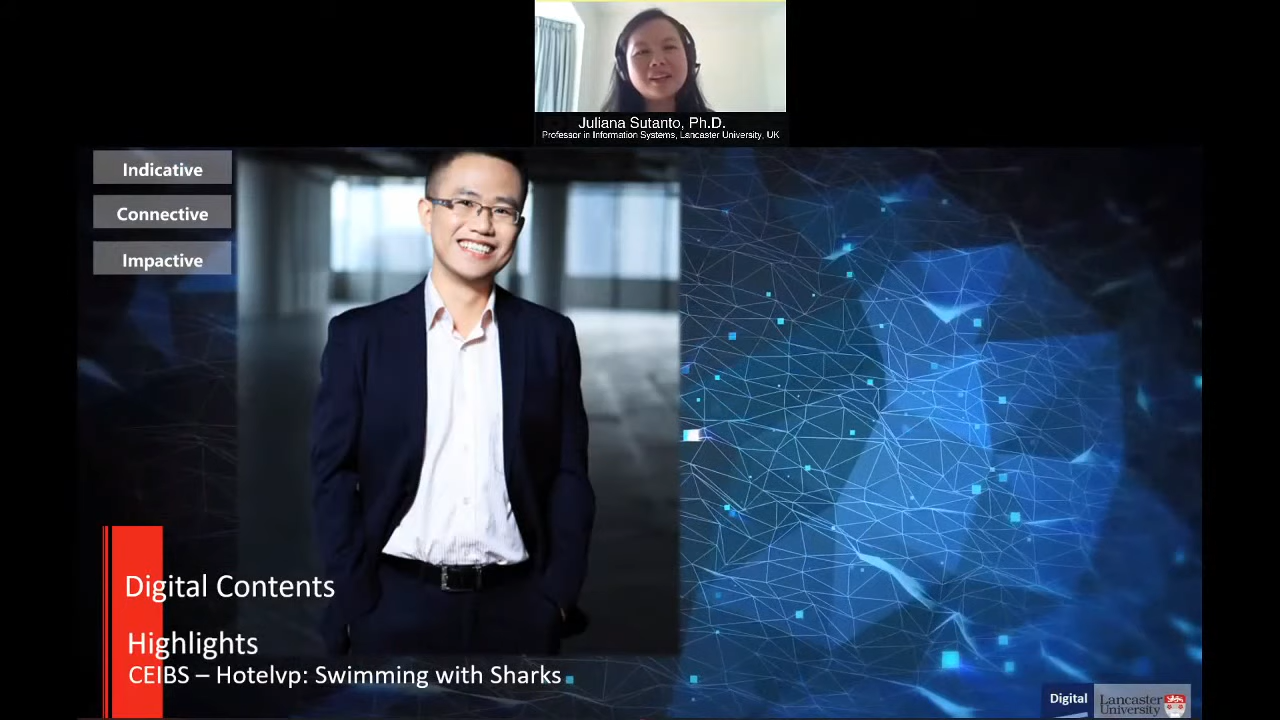 Juliana Sutanto, Ph.D.
Professor in Information Systems, Lancaster University, UK
Indicative
Connective
Impactive
Digital Contents
Highlights
CEIBS – Hotelvp: Swimming with Sharks
Digital
Lancaster
University